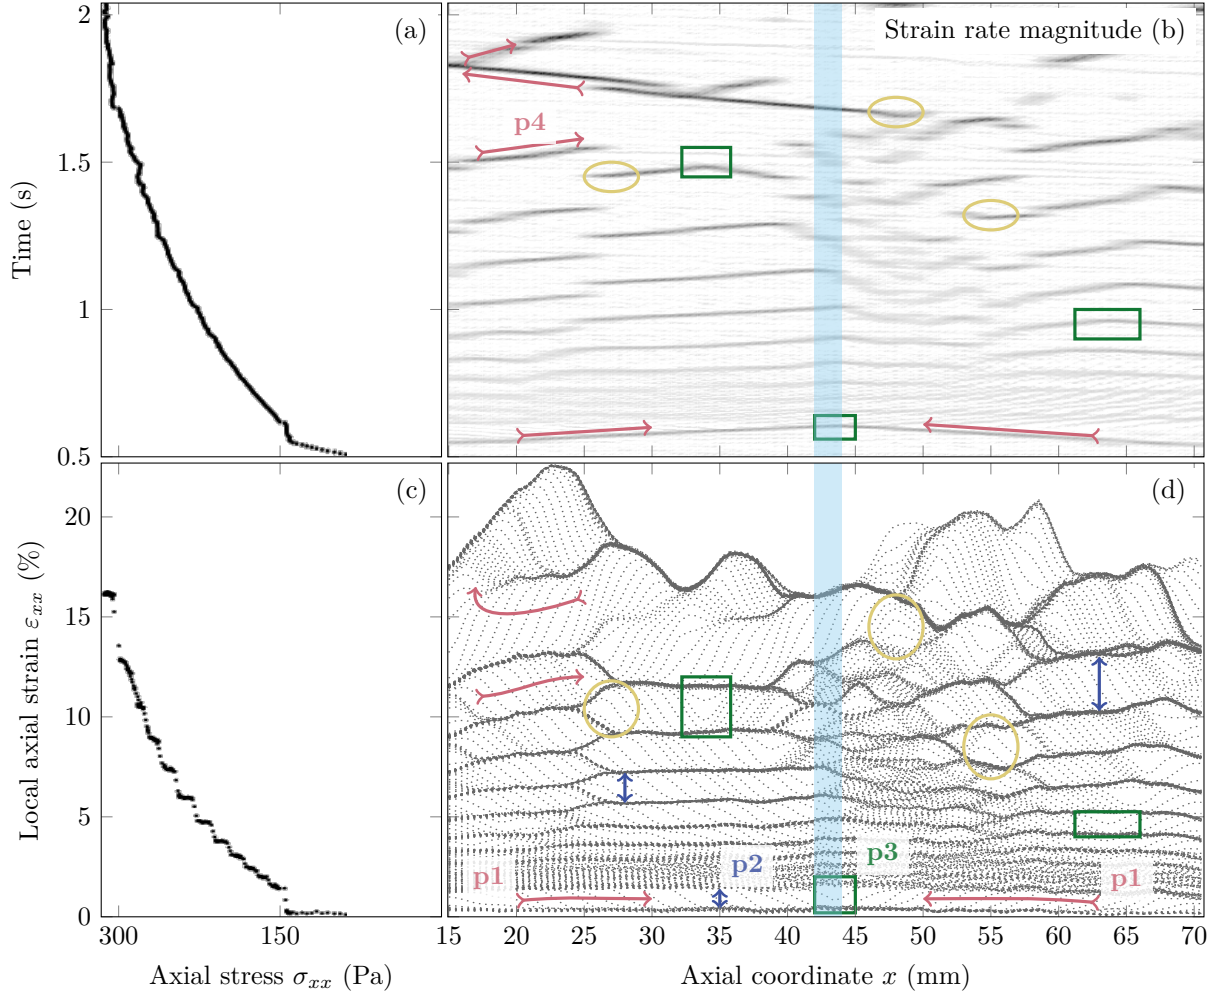 2
(a)
Strain rate magnitude (b)
p4
1.5
Time (s)
1
0.5
(c)
(d)
20
15
Local axial strain εxx (%)
10
5
p1
p2
p3
p1
0
300
150
15
20
25
30
35
40
45
50
55
60
65
70
Axial stress σxx (Pa)
Axial coordinate x (mm)